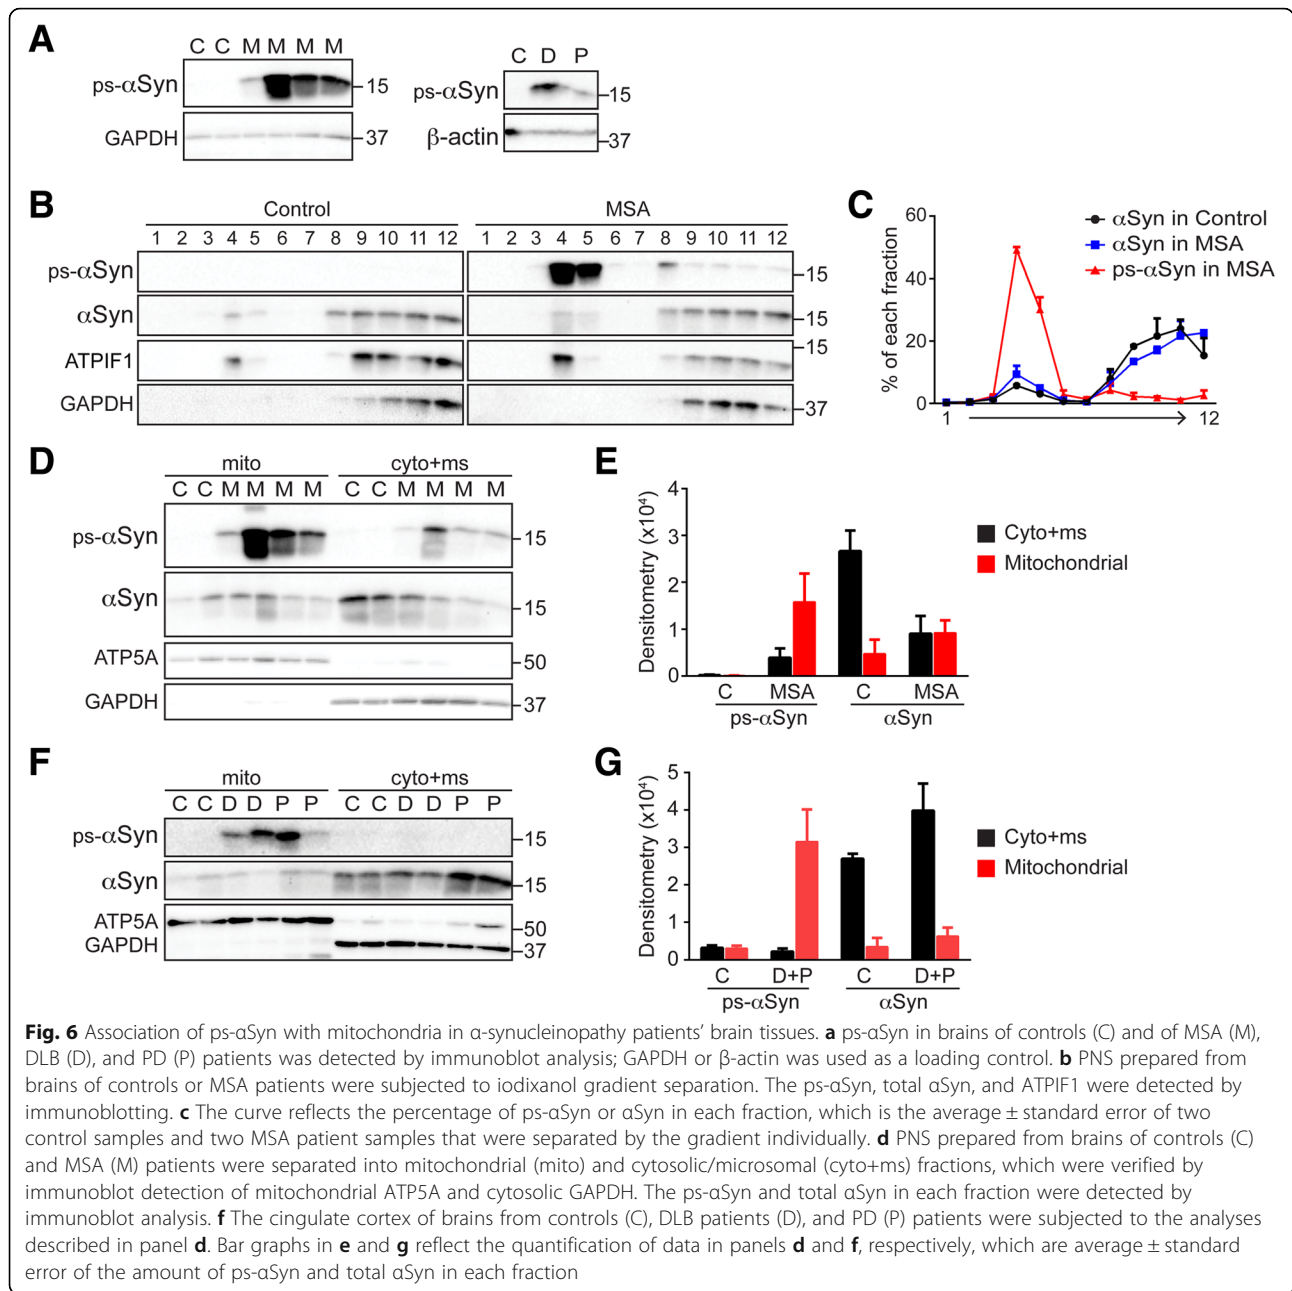 A
C C M M M M
ps-αSyn
15
GAPDH
37
C D P
ps-αSyn
15
β-actin
37
B
Control MSA
1 2 3 4 5 6 7 8 9 10 11 12 1 2 3 4 5 6 7 8 9 10 11 12
ps-αSyn
15
αSyn
15
ATPIF1
15
GAPDH
37
C
% of each fraction
60
40
20
0
1 12
αSyn in Control
αSyn in MSA
ps-αSyn in MSA
D
mito cyto+ms
C C M M M M C C M M M M
ps-αSyn
15
αSyn
15
ATP5A
50
GAPDH
37
E
Densitometry (x10⁴)
4
3
2
1
0
C MSA C MSA
ps-αSyn αSyn
Cyto+ms
Mitochondrial
F
mito cyto+ms
C C D D P P C C D D P P
ps-αSyn
15
αSyn
15
ATP5A
50
GAPDH
37
G
Densitometry (x10⁴)
5
4
3
2
1
0
C D+P C D+P
ps-αSyn αSyn
Cyto+ms
Mitochondrial
Fig. 6 Association of ps-αSyn with mitochondria in α-synucleinopathy patients' brain tissues. a ps-αSyn in brains of controls (C) and of MSA (M),
DLB (D), and PD (P) patients was detected by immunoblot analysis; GAPDH or β-actin was used as a loading control. b PNS prepared from
brains of controls or MSA patients were subjected to iodixanol gradient separation. The ps-αSyn, total αSyn, and ATPIF1 were detected by
immunoblotting. c The curve reflects the percentage of ps-αSyn or αSyn in each fraction, which is the average ± standard error of two
control samples and two MSA patient samples that were separated by the gradient individually. d PNS prepared from brains of controls (C)
and MSA (M) patients were separated into mitochondrial (mito) and cytosolic/microsomal (cyto+ms) fractions, which were verified by
immunoblot detection of mitochondrial ATP5A and cytosolic GAPDH. The ps-αSyn and total αSyn in each fraction were detected by
immunoblot analysis. f The cingulate cortex of brains from controls (C), DLB patients (D), and PD (P) patients were subjected to the analyses
described in panel d. Bar graphs in e and g reflect the quantification of data in panels d and f, respectively, which are average ± standard
error of the amount of ps-αSyn and total αSyn in each fraction